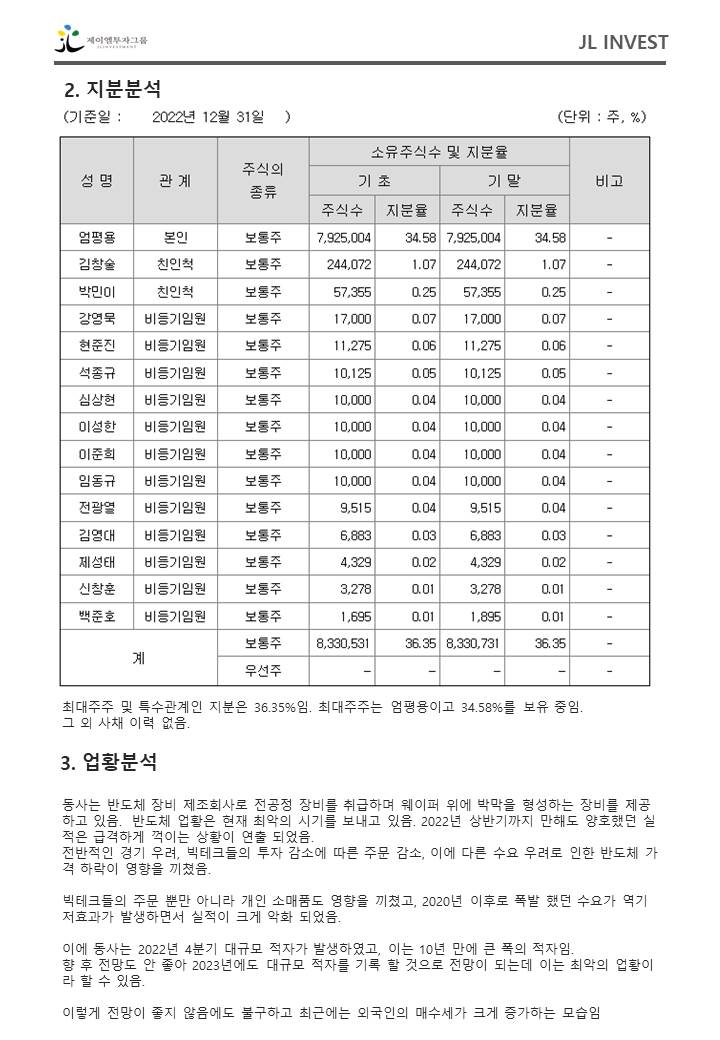 제이엘투자그룹
JLINVESTMENT
JL INVEST
2. 지분분석
(기준일 : 2022년 12월 31일 ) (단위 : 주, %)
성 명 관 계 주식의 종류 소유주식수 및 지분율 비고
기 초 기 말
주식수 지분율 주식수 지분율
엄평용 본인 보통주 7,925,004 34.58 7,925,004 34.58 -
김창술 친인척 보통주 244,072 1.07 244,072 1.07 -
박민이 친인척 보통주 57,355 0.25 57,355 0.25 -
강영묵 비등기임원 보통주 17,000 0.07 17,000 0.07 -
현준진 비등기임원 보통주 11,275 0.06 11,275 0.06 -
석종규 비등기임원 보통주 10,125 0.05 10,125 0.05 -
심상현 비등기임원 보통주 10,000 0.04 10,000 0.04 -
이성한 비등기임원 보통주 10,000 0.04 10,000 0.04 -
이준희 비등기임원 보통주 10,000 0.04 10,000 0.04 -
임동규 비등기임원 보통주 10,000 0.04 10,000 0.04 -
전광열 비등기임원 보통주 9,515 0.04 9,515 0.04 -
김영대 비등기임원 보통주 6,883 0.03 6,883 0.03 -
제성태 비등기임원 보통주 4,329 0.02 4,329 0.02 -
신창훈 비등기임원 보통주 3,278 0.01 3,278 0.01 -
백준호 비등기임원 보통주 1,695 0.01 1,895 0.01 -
계 보통주 8,330,531 36.35 8,330,731 36.35 -
우선주 - - - - -
최대주주 및 특수관계인 지분은 36.35%임. 최대주주는 엄평용이고 34.58%를 보유 중임.
그 외 사채 이력 없음.
3. 업황분석
동사는 반도체 장비 제조회사로 전공정 장비를 취급하며 웨이퍼 위에 박막을 형성하는 장비를 제공
하고 있음. 반도체 업황은 현재 최악의 시기를 보내고 있음. 2022년 상반기까지 만해도 양호했던 실
적은 급격하게 꺽이는 상황이 연출 되었음.
전반적인 경기 우려, 빅테크들의 투자 감소에 따른 주문 감소, 이에 다른 수요 우려로 인한 반도체 가
격 하락이 영향을 끼쳤음.
빅테크들의 주문 뿐만 아니라 개인 소매품도 영향을 끼쳤고, 2020년 이후로 폭발 했던 수요가 역기
저효과가 발생하면서 실적이 크게 악화 되었음.
이에 동사는 2022년 4분기 대규모 적자가 발생하였고, 이는 10년 만에 큰 폭의 적자임.
향 후 전망도 안 좋아 2023년에도 대규모 적자를 기록 할 것으로 전망이 되는데 이는 최악의 업황이
라 할 수 있음.
이렇게 전망이 좋지 않음에도 불구하고 최근에는 외국인의 매수세가 크게 증가하는 모습임